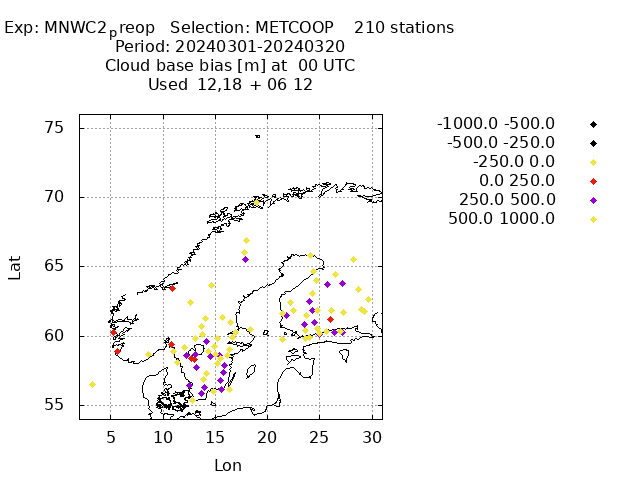 Exp: MNWC2preop Selection: METCOOP 210 stations
Period: 20240301-20240320
Cloud base bias [m] at 00 UTC
Used 12,18 + 06 12
-1000.0 -500.0
-500.0 -250.0
-250.0 0.0
0.0 250.0
250.0 500.0
500.0 1000.0
75
70
65
60
55
Lat
5 10 15 20 25 30
Lon